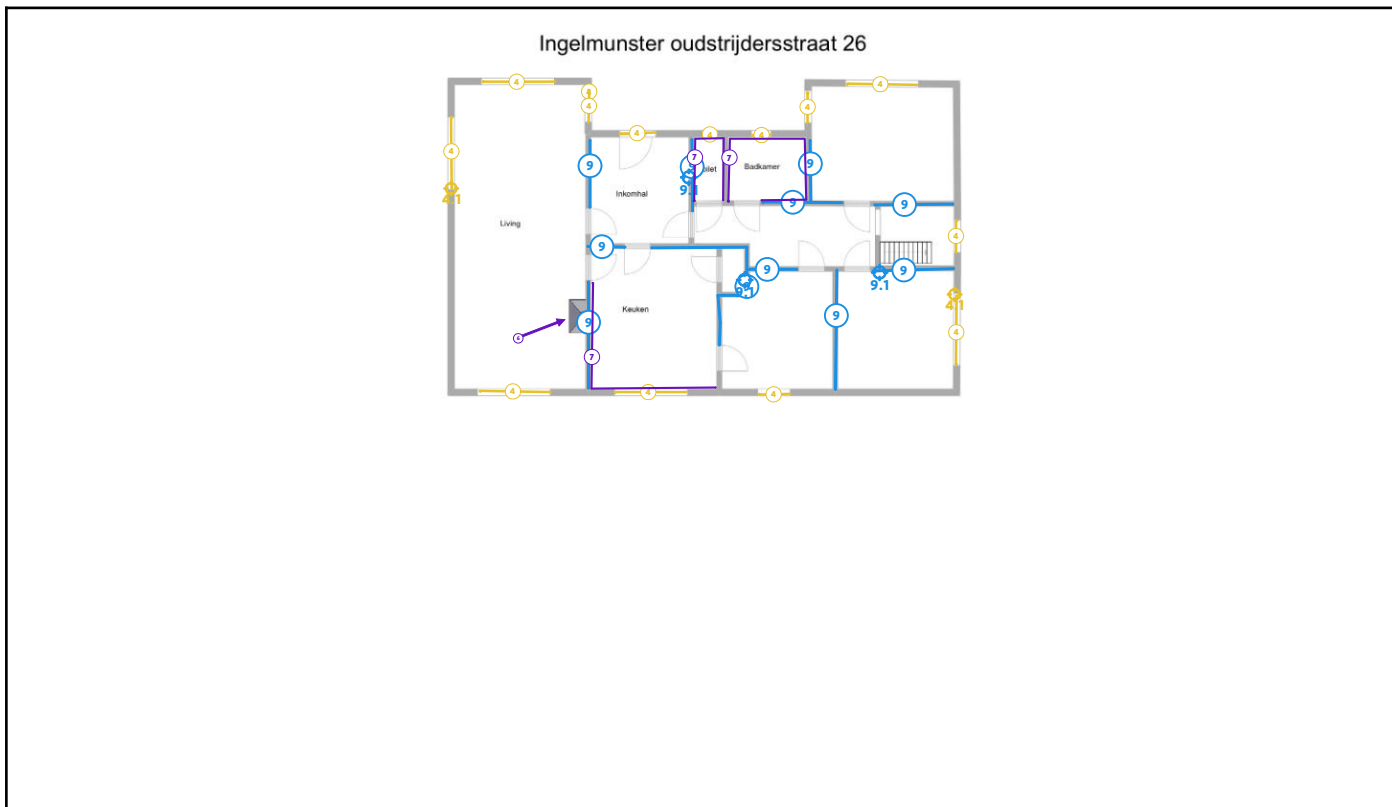 Ingelmunster oudstrijdersstraat 26
4 4 4
4 4
4 4 4
4 7 7 Badkamer
9 9 9
4.1 Inkomhal 9.1 9 9
Living 4
9 9 9
9.1 9.1
4.1
Keuken 9
9 4
7
4 4 4